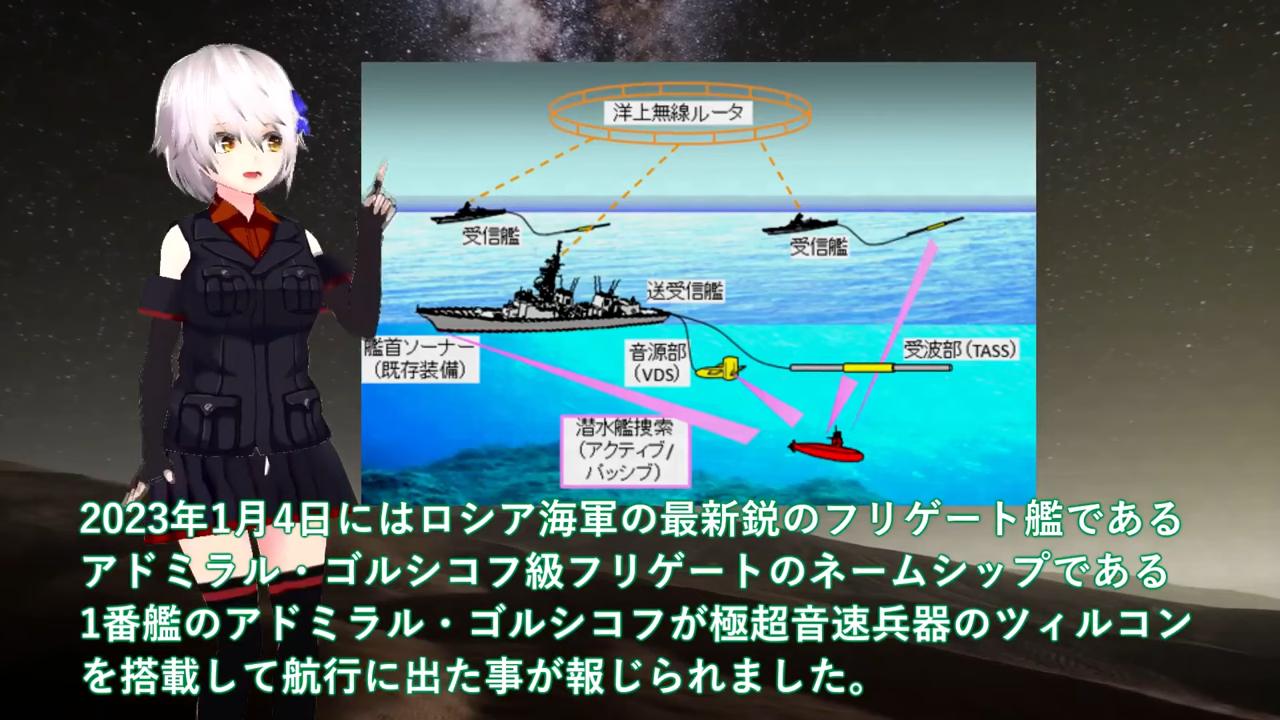 洋上無線ルータ
受信艦
受信艦
送受信艦
艦首ソーナー
（既存装備）
音源部
（VDS）
受波部（TASS）
潜水艦捜索
（アクティブ/
パッシブ）
2023年1月4日にはロシア海軍の最新鋭のフリゲート艦である
アドミラル・ゴルシコフ級フリゲートのネームシップである
1番艦のアドミラル・ゴルシコフが極超音速兵器のツィルコン
を搭載して航行に出た事が報じられました。